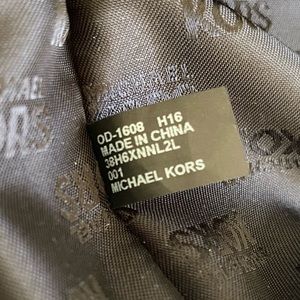 OD-1608 H16
MADE IN CHINA
38H6XNNL2L
001
MICHAEL KORS